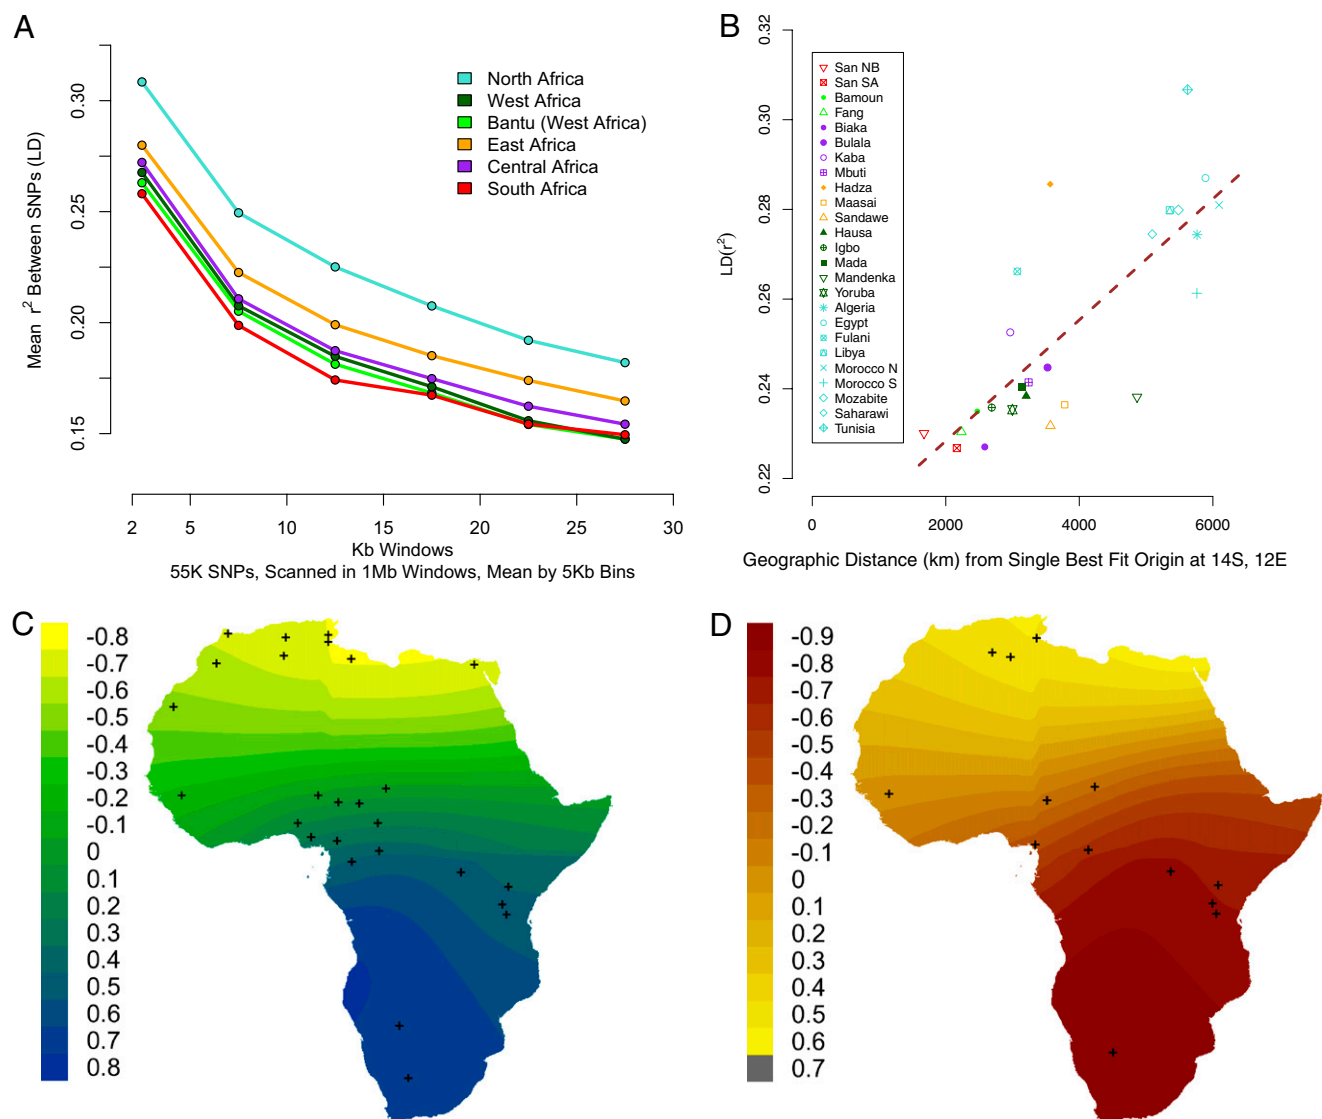 A
0.30
0.25
0.20
0.15
Mean r² Between SNPs (LD)
North Africa
West Africa
Bantu (West Africa)
East Africa
Central Africa
South Africa
2 5 10 15 20 25 30
Kb Windows
55K SNPs, Scanned in 1Mb Windows, Mean by 5Kb Bins
B
0.32
0.30
0.28
0.26
0.24
0.22
LD(r²)
San NB
San SA
Bamoun
Fang
Biaka
Bulala
Kaba
Mbuti
Hadza
Maasai
Sandawe
Hausa
Igbo
Mada
Mandenka
Yoruba
Algeria
Egypt
Fulani
Libya
Morocco N
Morocco S
Mozabite
Saharawi
Tunisia
0 2000 4000 6000
Geographic Distance (km) from Single Best Fit Origin at 14S, 12E
C
-0.8
-0.7
-0.6
-0.5
-0.4
-0.3
-0.2
-0.1
0
0.1
0.2
0.3
0.4
0.5
0.6
0.7
0.8
D
-0.9
-0.8
-0.7
-0.6
-0.5
-0.4
-0.3
-0.2
-0.1
0
0.1
0.2
0.3
0.4
0.5
0.6
0.7